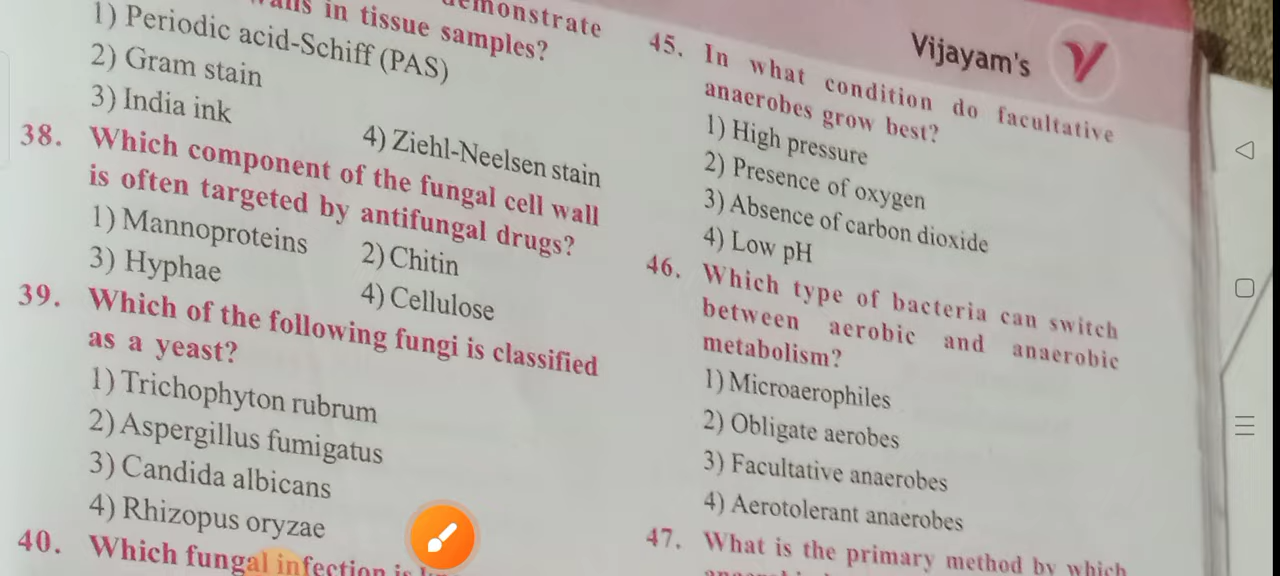 demonstrate
in tissue samples?
1) Periodic acid-Schiff (PAS)
2) Gram stain
3) India ink
4) Ziehl-Neelsen stain
38. Which component of the fungal cell wall
is often targeted by antifungal drugs?
1) Mannoproteins
2) Chitin
3) Hyphae
4) Cellulose
39. Which of the following fungi is classified
as a yeast?
1) Trichophyton rubrum
2) Aspergillus fumigatus
3) Candida albicans
4) Rhizopus oryzae
40. Which fungal infection is
Vijayam's
45. In what condition do facultative
anaerobes grow best?
1) High pressure
2) Presence of oxygen
3) Absence of carbon dioxide
4) Low pH
46. Which type of bacteria can switch
between aerobic and anaerobic
metabolism?
1) Microaerophiles
2) Obligate aerobes
3) Facultative anaerobes
4) Aerotolerant anaerobes
47. What is the primary method by which